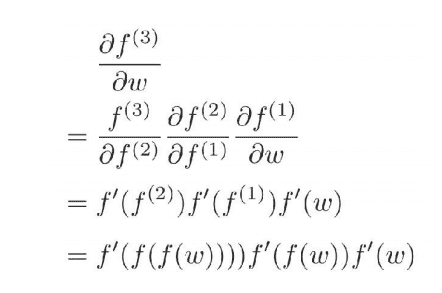 ∂f⁽³⁾/∂w
= f⁽³⁾/∂f⁽²⁾ ∂f⁽²⁾/∂f⁽¹⁾ ∂f⁽¹⁾/∂w
= f′(f⁽²⁾)f′(f⁽¹⁾)f′(w)
= f′(f(f(w))))f′(f(w))f′(w)